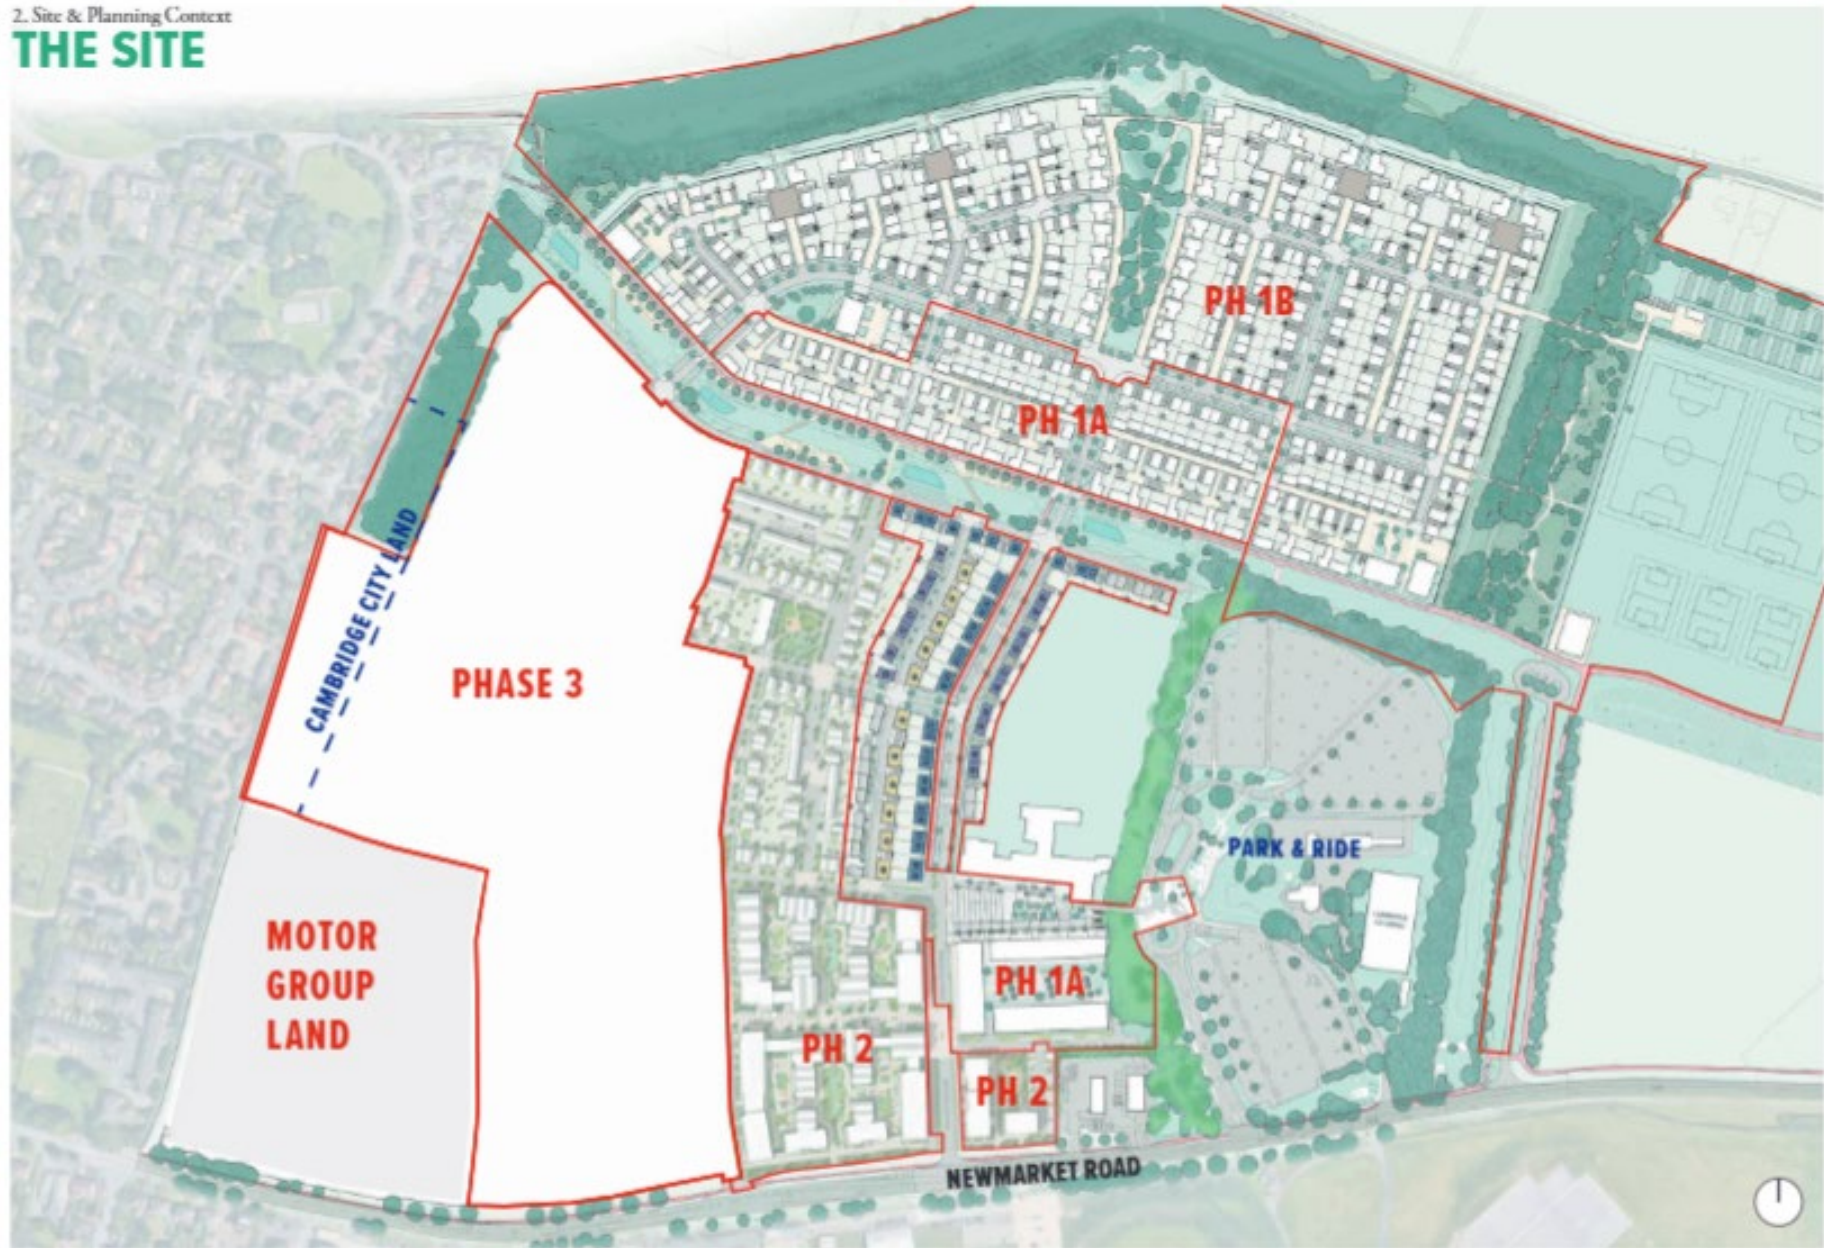 2. Site & Planning Context
THE SITE
PH 1B
PH 1A
CAMBRIDGE CITY LAND
PHASE 3
PARK & RIDE
MOTOR
GROUP
LAND
PH 1A
PH 2
PH 2
NEWMARKET ROAD